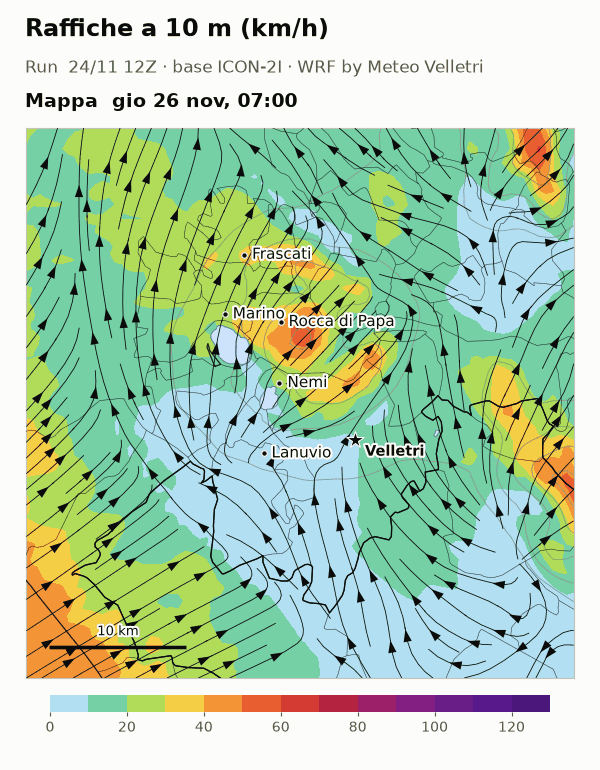 Raffiche a 10 m (km/h)
Run  24/11 12Z · base ICON-2I · WRF by Meteo Velletri
Mappa  gio 26 nov, 07:00
Frascati
Marino
Rocca di Papa
Nemi
Velletri
Lanuvio
10 km
0 20 40 60 80 100 120